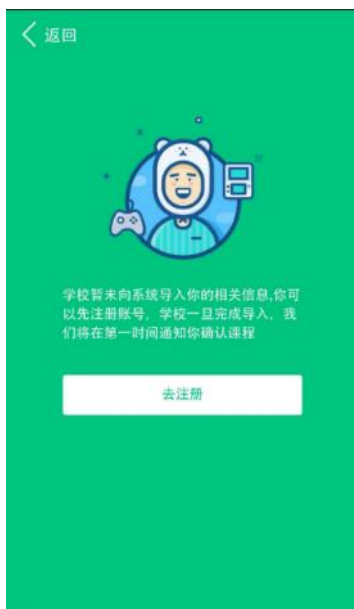 返回
学校暂未向系统导入你的相关信息,你可
以先注册账号，学校一旦完成导入，我
们将在第一时间通知你确认课程
去注册